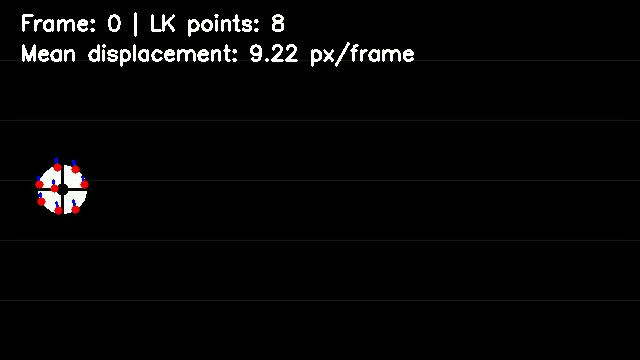 Frame: 0 | LK points: 8
Mean displacement: 9.22 px/frame